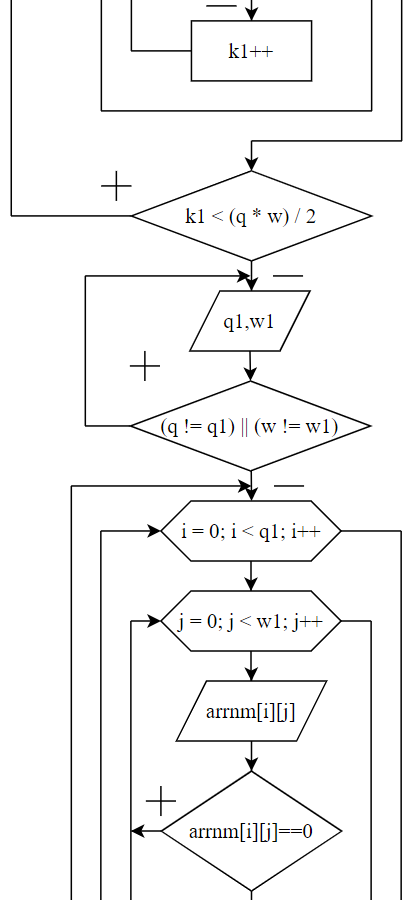 k1++
k1 < (q * w) / 2
q1,w1
(q != q1) || (w != w1)
i = 0; i < q1; i++
j = 0; j < w1; j++
arrnm[i][j]
arrnm[i][j]==0